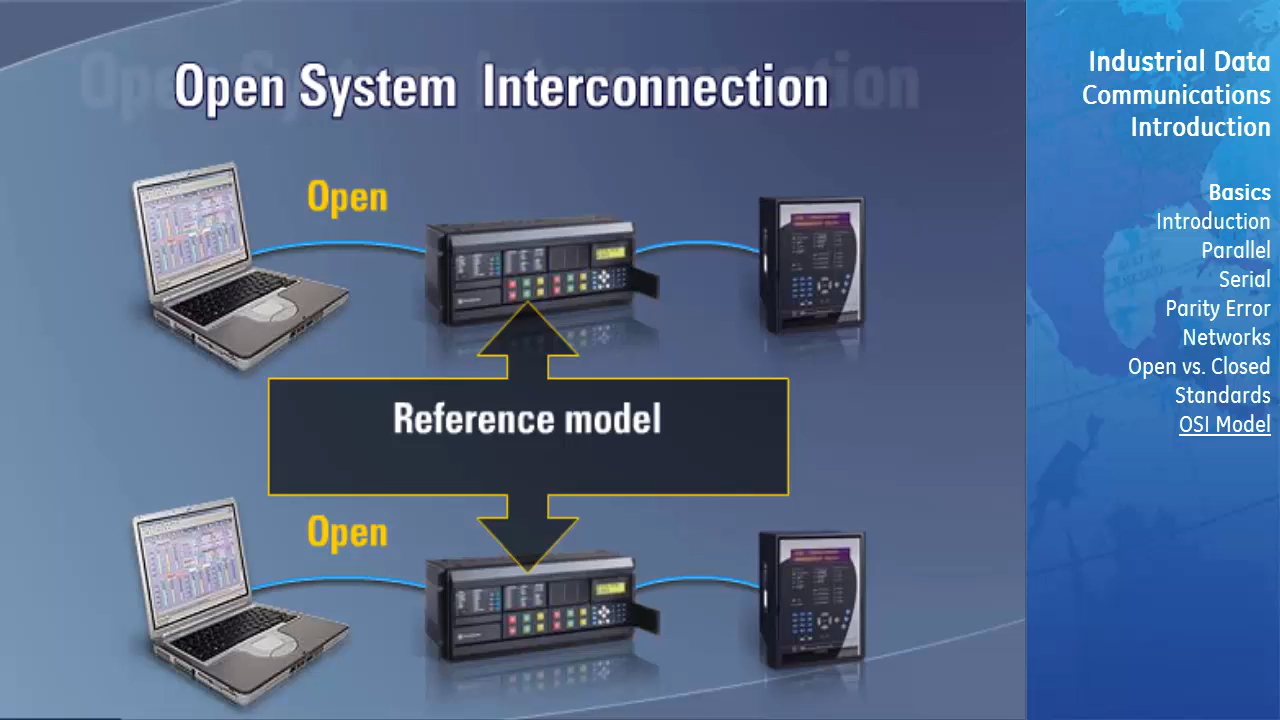 Open System Interconnection
Open
Reference model
Open
Industrial Data
Communications
Introduction
Basics
Introduction
Parallel
Serial
Parity Error
Networks
Open vs. Closed
Standards
OSI Model